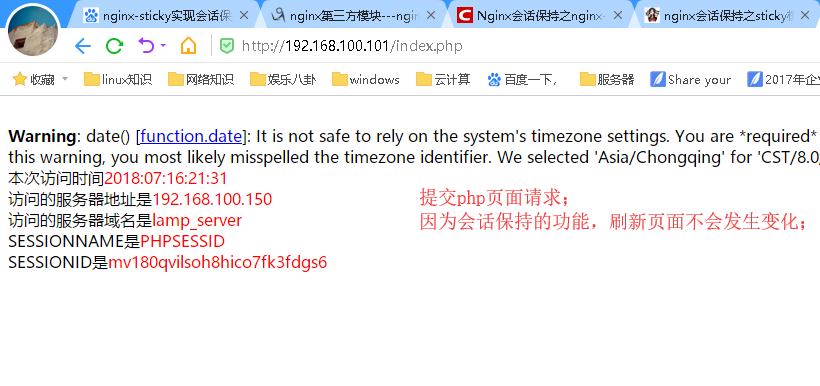 nginx-sticky实现会话保
nginx第三方模块---ngin
Nginx会话保持之nginx-
nginx会话保持之sticky模
http://192.168.100.101/index.php
收藏 linux知识 网络知识 娱乐八卦 windows 云计算 百度一下， 服务器 Share your 2017年企业
Warning: date() [function.date]: It is not safe to rely on the system's timezone settings. You are *required*
this warning, you most likely misspelled the timezone identifier. We selected 'Asia/Chongqing' for 'CST/8.0,
本次访问时间2018:07:16:21:31
访问的服务器地址是192.168.100.150
提交php页面请求；
访问的服务器域名是lamp_server
因为会话保持的功能，刷新页面不会发生变化；
SESSIONNAME是PHPSESSID
SESSIONID是mv180qvilsoh8hico7fk3fdgs6